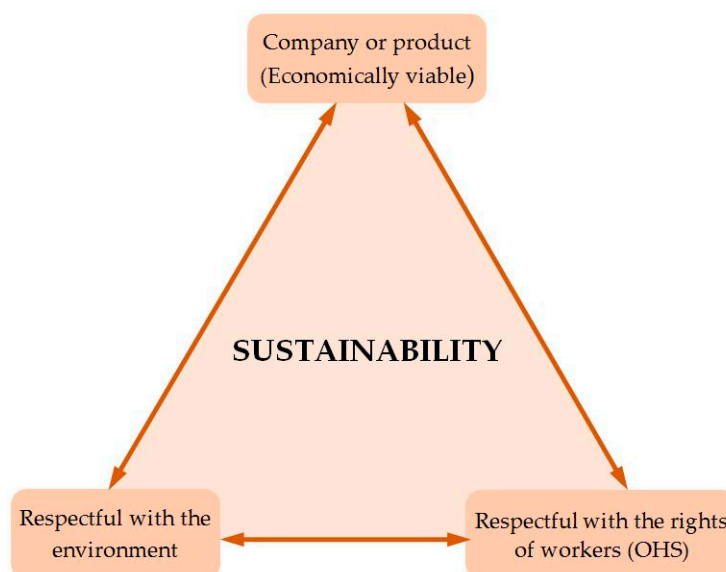 Company or product
(Economically viable)
SUSTAINABILITY
Respectful with the
environment
Respectful with the rights
of workers (OHS)